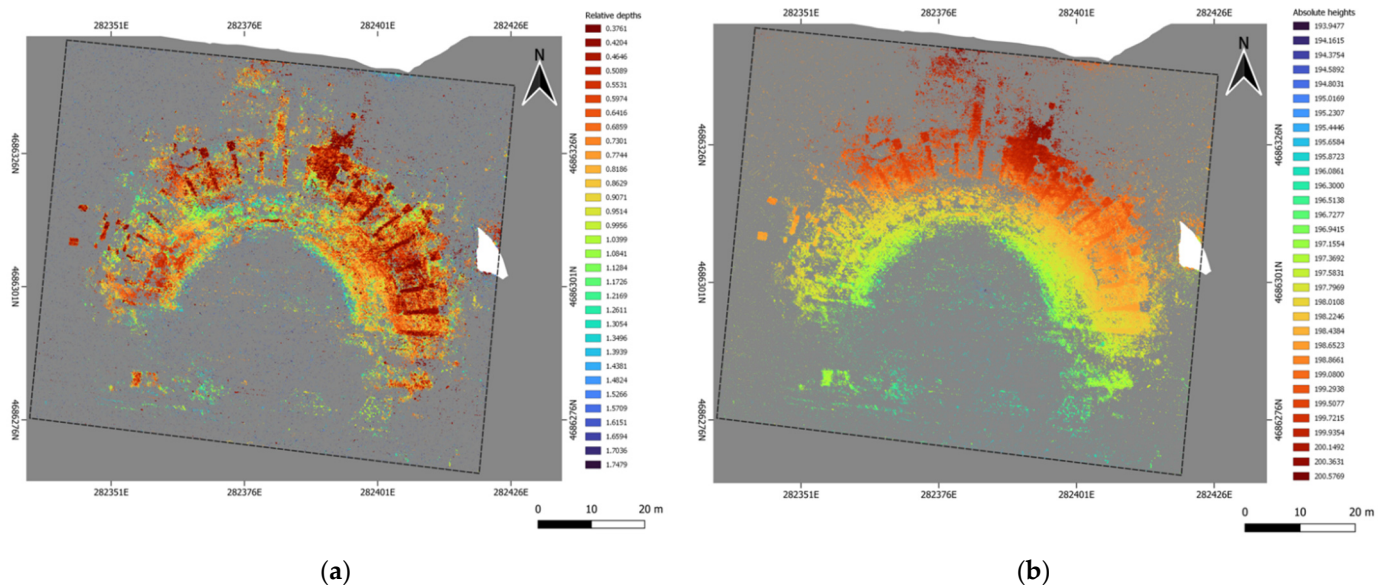 282351E 282376E 282401E 282426E
Relative depths
0.3761
0.4204
0.4646
0.5089
0.5531
0.5974
0.6416
0.6859
0.7301
0.7744
0.8186
0.8629
0.9071
0.9514
0.9956
1.0399
1.0841
1.1284
1.1726
1.2169
1.2611
1.3054
1.3496
1.3939
1.4381
1.4824
1.5266
1.5709
1.6151
1.6594
1.7036
1.7479
N
4686326N
4686326N
4686301N
4686301N
4686276N
4686276N
282351E 282376E 282401E 282426E
0 10 20 m
(a)
282351E 282376E 282401E 282426E
Absolute heights
193.9477
194.1615
194.3754
194.5892
194.8031
195.0169
195.2307
195.4446
195.6584
195.8723
196.0861
196.3000
196.5138
196.7277
196.9415
197.1554
197.3692
197.5831
197.7969
198.0108
198.2246
198.4384
198.6523
198.8661
199.0800
199.2938
199.5077
199.7215
199.9354
200.1492
200.3631
200.5769
N
4686326N
4686326N
4686301N
4686301N
4686276N
4686276N
282351E 282376E 282401E 282426E
0 10 20 m
(b)